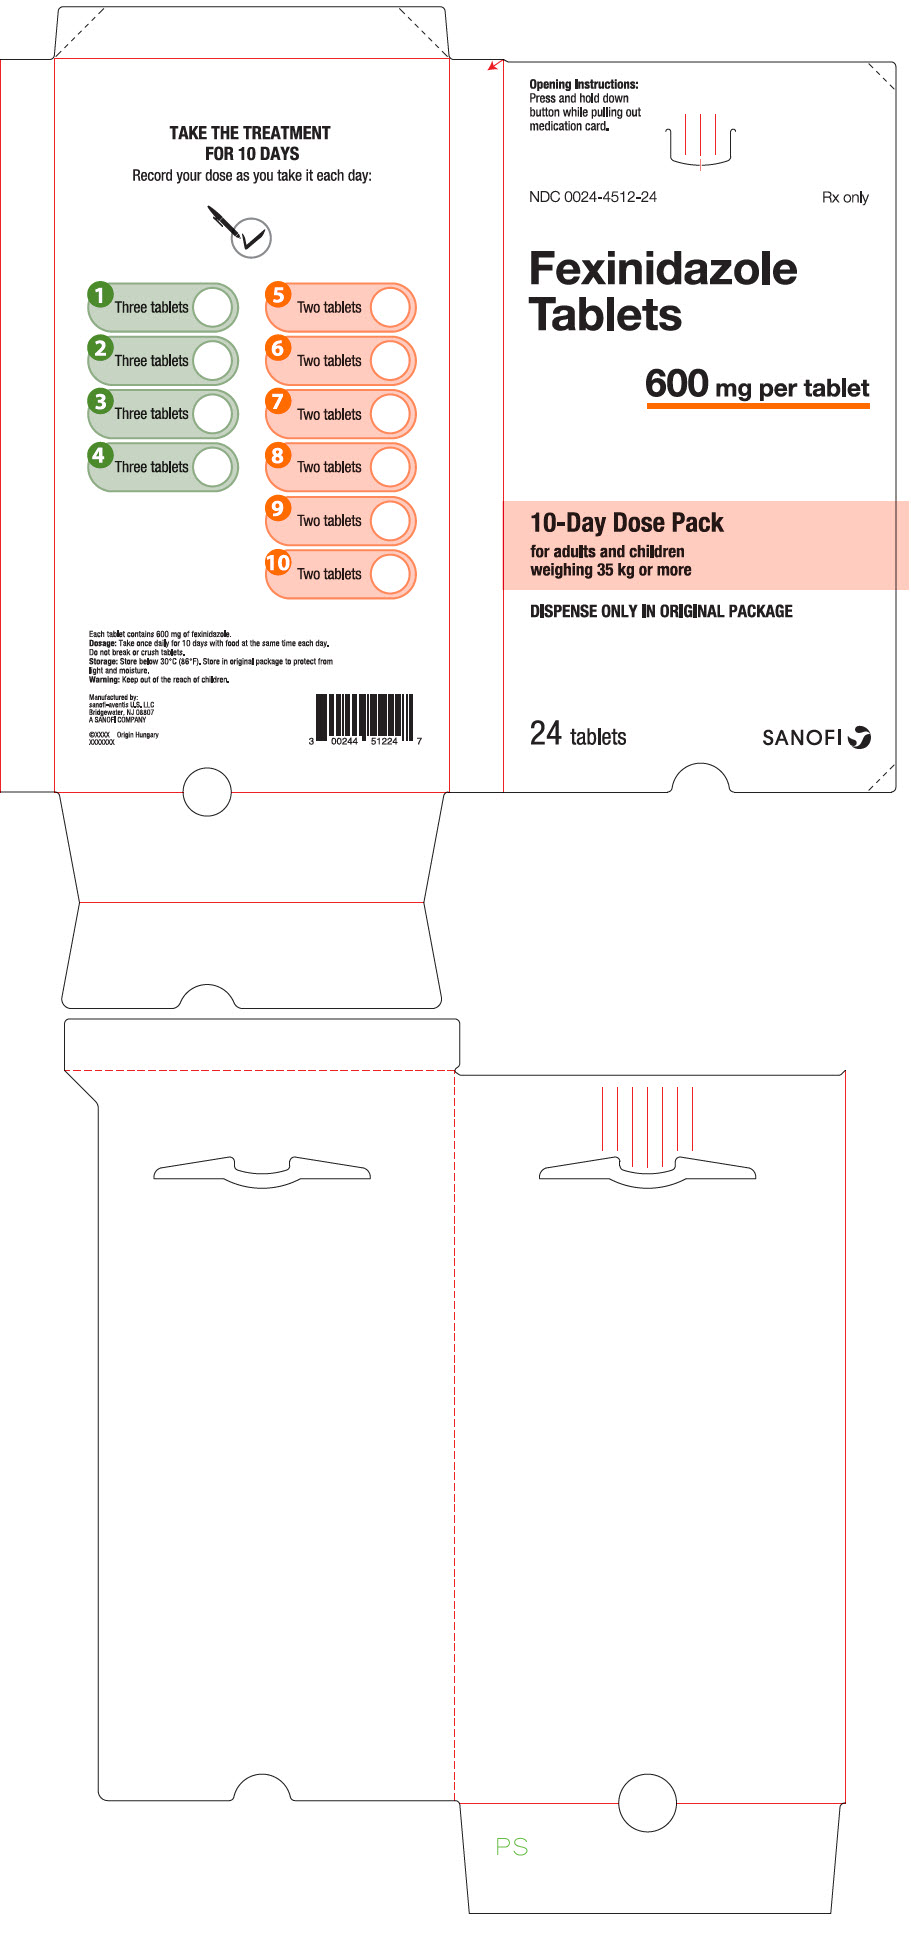 TAKE THE TREATMENT
FOR 10 DAYS
Record your dose as you take it each day:
1 Three tablets
2 Three tablets
3 Three tablets
4 Three tablets
5 Two tablets
6 Two tablets
7 Two tablets
8 Two tablets
9 Two tablets
10 Two tablets
Each tablet contains 600 mg of fexinidazole.
Dosage: Take once daily for 10 days with food at the same time each day.
Do not break or crush tablets.
Storage: Store below 30°C (86°F). Store in original package to protect from
light and moisture.
Warning: Keep out of the reach of children.
Manufactured by:
sanofi-aventis U.S. LLC
Bridgewater, NJ 08807
A SANOFI COMPANY
©XXXX Origin Hungary
XXXXXXX
3 00244 51224 7
Opening Instructions:
Press and hold down
button while pulling out
medication card.
NDC 0024-4512-24 Rx only
Fexinidazole
Tablets
600 mg per tablet
10-Day Dose Pack
for adults and children
weighing 35 kg or more
DISPENSE ONLY IN ORIGINAL PACKAGE
24 tablets SANOFI
PS